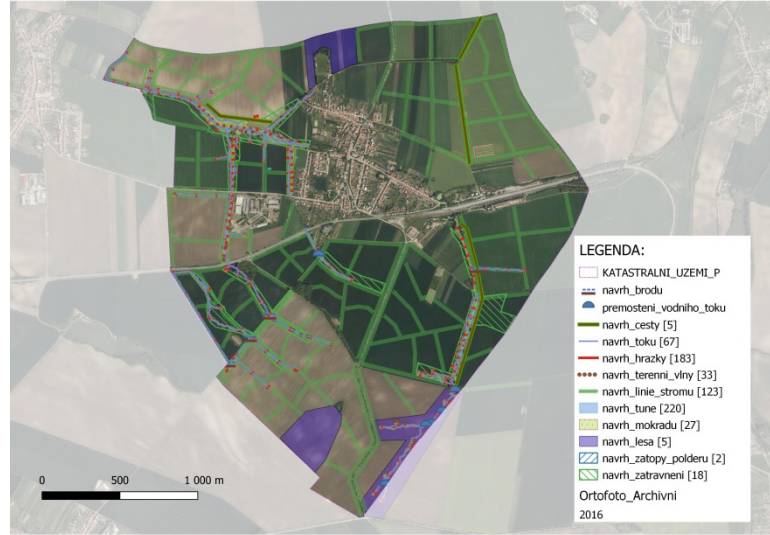 LEGENDA:
KATASTRALNI_UZEMI_P
navrh_brodu
premosteni_vodniho_toku
navrh_cesty [5]
navrh_toku [67]
navrh_hrazky [183]
navrh_terenni_vlny [33]
navrh_linie_stromu [123]
navrh_tune [220]
navrh_mokradu [27]
navrh_lesa [5]
navrh_zatopy_polderu [2]
navrh_zatravneni [18]
Ortofoto_Archivni
2016
0 500 1 000 m